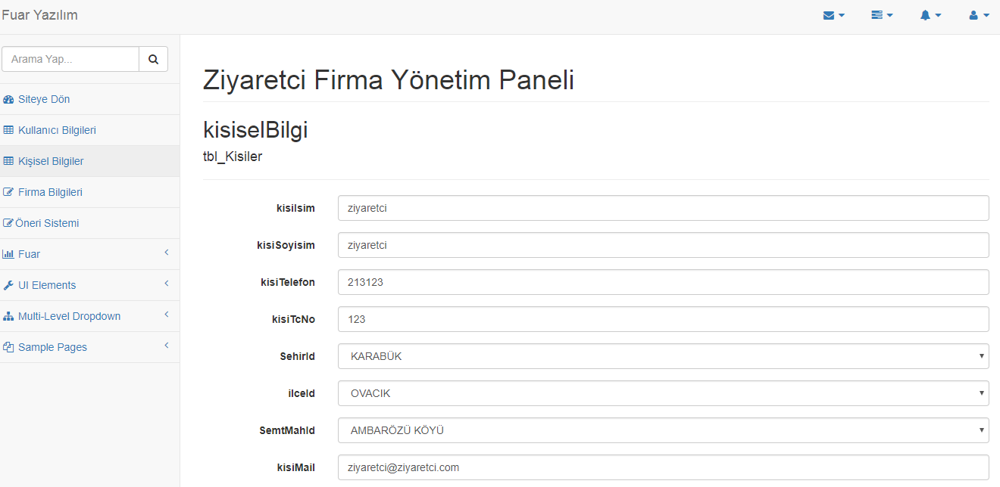 Fuar Yazılım
Arama Yap...
Siteye Dön
Kullanıcı Bilgileri
Kişisel Bilgiler
Firma Bilgileri
Öneri Sistemi
Fuar
UI Elements
Multi-Level Dropdown
Sample Pages
Ziyaretci Firma Yönetim Paneli
kisiselBilgi
tbl_Kisiler
kisiIsim ziyaretci
kisiSoyisim ziyaretci
kisiTelefon 213123
kisiTcNo 123
SehirId KARABÜK
ilceId OVACIK
SemtMahId AMBARÖZÜ KÖYÜ
kisiMail ziyaretci@ziyaretci.com